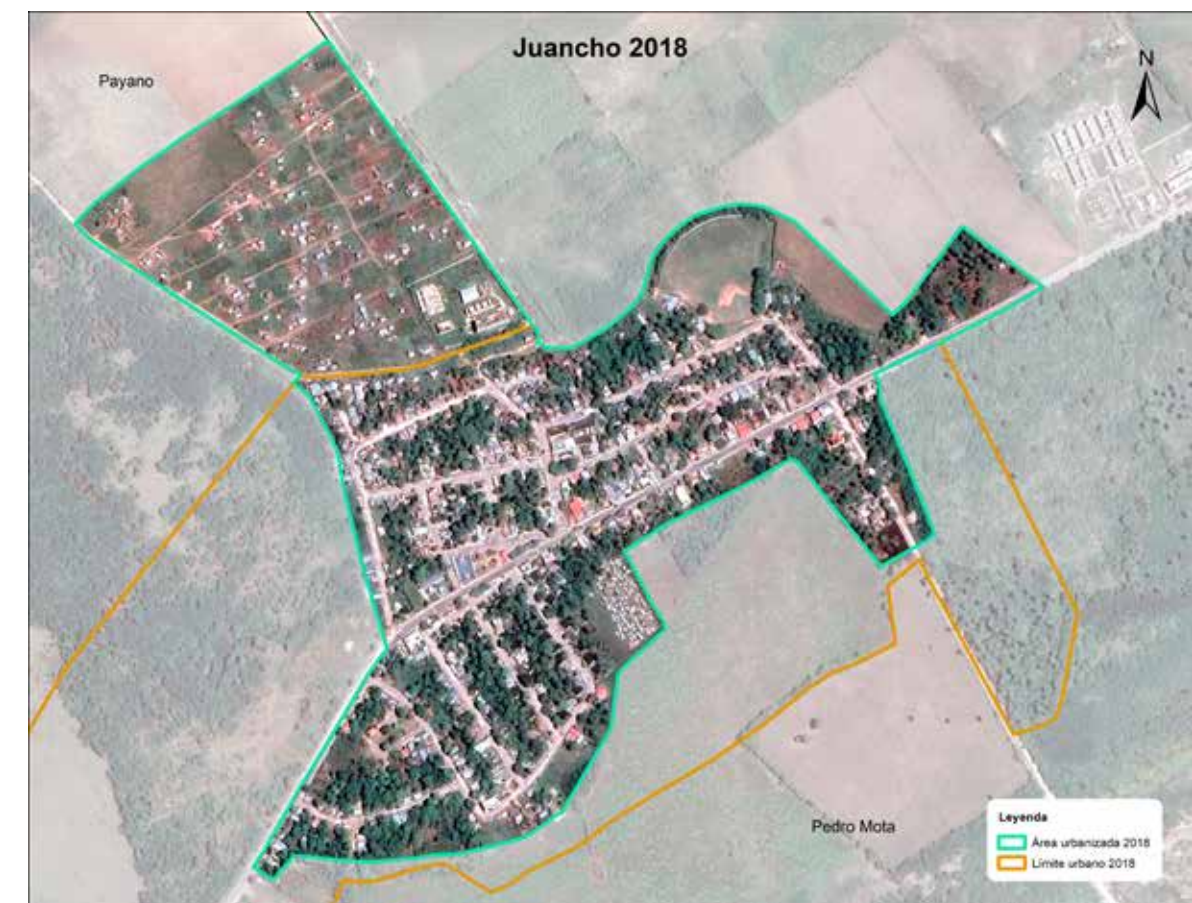 Juancho 2018
Payano
N
Pedro Mota
Leyenda
Área urbanizada 2018
Límite urbano 2018